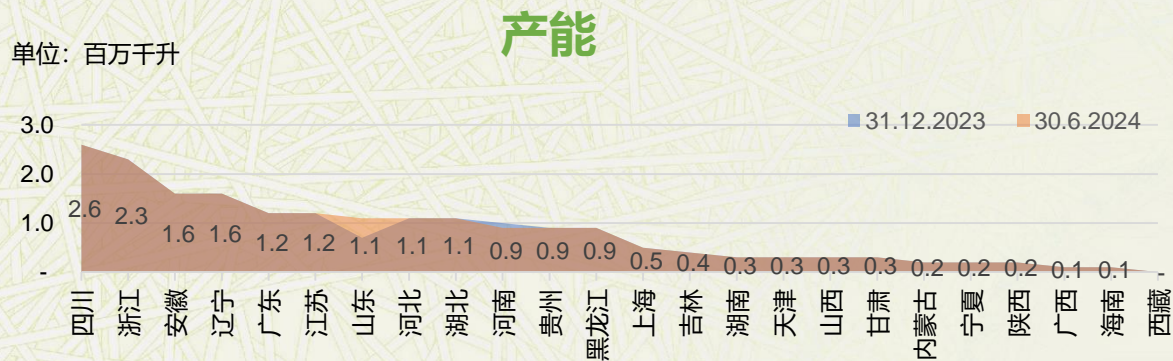 产能
单位：百万千升
31.12.2023 30.6.2024
3.0
2.0
1.0
-
2.6 2.3 1.6 1.6 1.2 1.2 1.1 1.1 1.1 0.9 0.9 0.9 0.5 0.4 0.3 0.3 0.3 0.3 0.2 0.2 0.2 0.1 0.1 -
四川 浙江 安徽 辽宁 广东 江苏 山东 河北 湖北 河南 贵州 黑龙江 上海 吉林 湖南 天津 山西 甘肃 内蒙古 宁夏 陕西 广西 海南 西藏